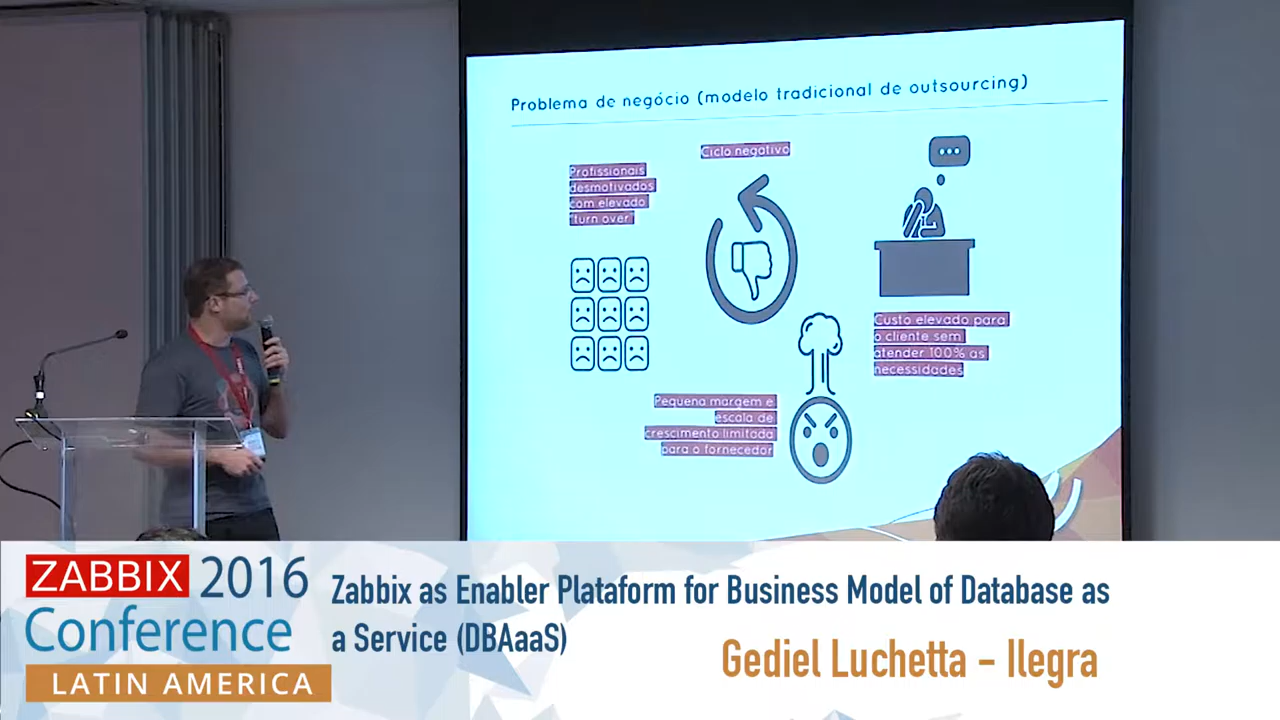 Problema de negócio (modelo tradicional de outsourcing)
Ciclo negativo
Profissionais
desmotivados
com elevado
turn over
Custo elevado para
o cliente sem
atender 100% as
necessidades
Pequena margem e
escala de
crescimento limitada
para o fornecedor
ZABBIX 2016
Conference
LATIN AMERICA
Zabbix as Enabler Plataform for Business Model of Database as
a Service (DBAaaS)
Gediel Luchetta - Ilegra